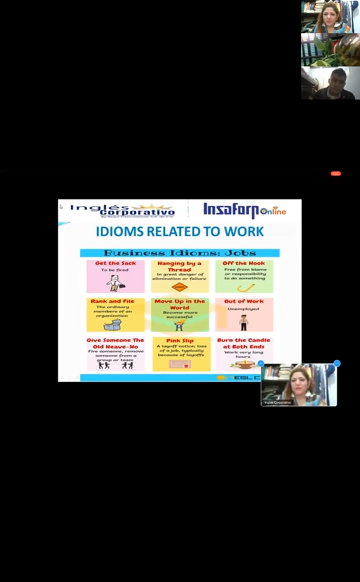 Inglés
Corporativo
Insaforp Online
IDIOMS RELATED TO WORK
Business Idioms: Jobs
Get the Sack
To be fired
Hanging by a
Thread
In great danger of
elimination or failure
Off the Hook
Free from blame
or responsibility
to do something
Rank and File
The ordinary
members of an
organization
Move Up in the
World
Become more
successful
Out of Work
Unemployed
Give Someone The
Old Heave-Ho
Fire someone, remove
someone from a
group or team
Pink Slip
A layoff notice, loss
of a job, typically
because of layoffs
Burn the Candle
at Both Ends
Work very long
hours
ESL.C